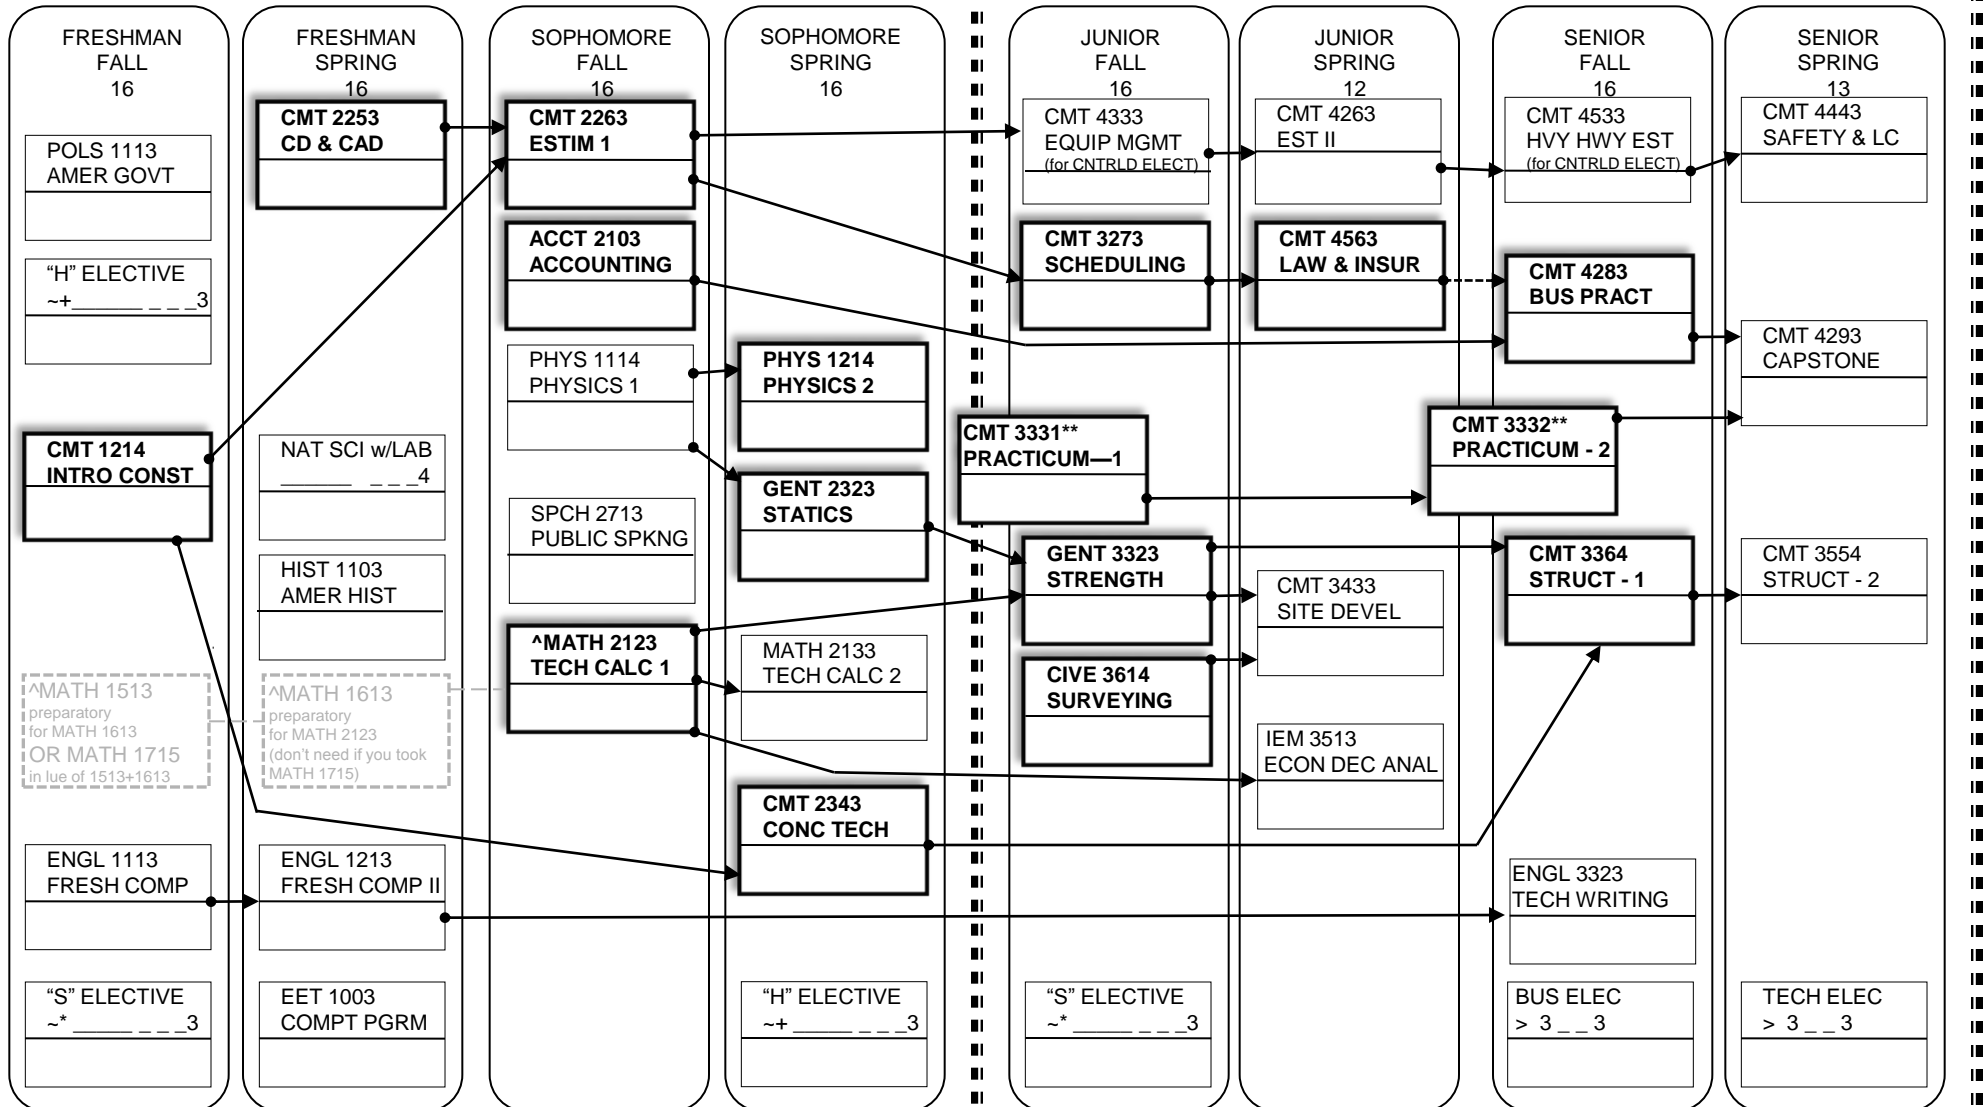 FRESHMAN
FALL
16
POLS 1113
AMER GOVT
“H” ELECTIVE
~+______ _ _ _3
CMT 1214
INTRO CONST
^MATH 1513
preparatory
for MATH 1613
OR MATH 1715
in lue of 1513+1613
ENGL 1113
FRESH COMP
“S” ELECTIVE
~* _____ _ _ _3
FRESHMAN
SPRING
16
CMT 2253
CD & CAD
NAT SCI w/LAB
______ _ _ _4
HIST 1103
AMER HIST
^MATH 1613
preparatory
for MATH 2123
(don't need if you took
MATH 1715)
ENGL 1213
FRESH COMP II
EET 1003
COMPT PGRM
SOPHOMORE
FALL
16
CMT 2263
ESTIM 1
ACCT 2103
ACCOUNTING
PHYS 1114
PHYSICS 1
SPCH 2713
PUBLIC SPKNG
^MATH 2123
TECH CALC 1
SOPHOMORE
SPRING
16
PHYS 1214
PHYSICS 2
GENT 2323
STATICS
MATH 2133
TECH CALC 2
CMT 2343
CONC TECH
“H” ELECTIVE
~+ _____ _ _ _3
JUNIOR
FALL
16
CMT 4333
EQUIP MGMT
(for CNTRLD ELECT)
CMT 3273
SCHEDULING
CMT 3331**
PRACTICUM—1
GENT 3323
STRENGTH
CIVE 3614
SURVEYING
“S” ELECTIVE
~* _____ _ _ _3
JUNIOR
SPRING
12
CMT 4263
EST II
CMT 4563
LAW & INSUR
CMT 3433
SITE DEVEL
IEM 3513
ECON DEC ANAL
SENIOR
FALL
16
CMT 4533
HVY HWY EST
(for CNTRLD ELECT)
CMT 4283
BUS PRACT
CMT 3332**
PRACTICUM - 2
CMT 3364
STRUCT - 1
ENGL 3323
TECH WRITING
BUS ELEC
> 3 _ _ 3
SENIOR
SPRING
13
CMT 4443
SAFETY & LC
CMT 4293
CAPSTONE
CMT 3554
STRUCT - 2
TECH ELEC
> 3 _ _ 3